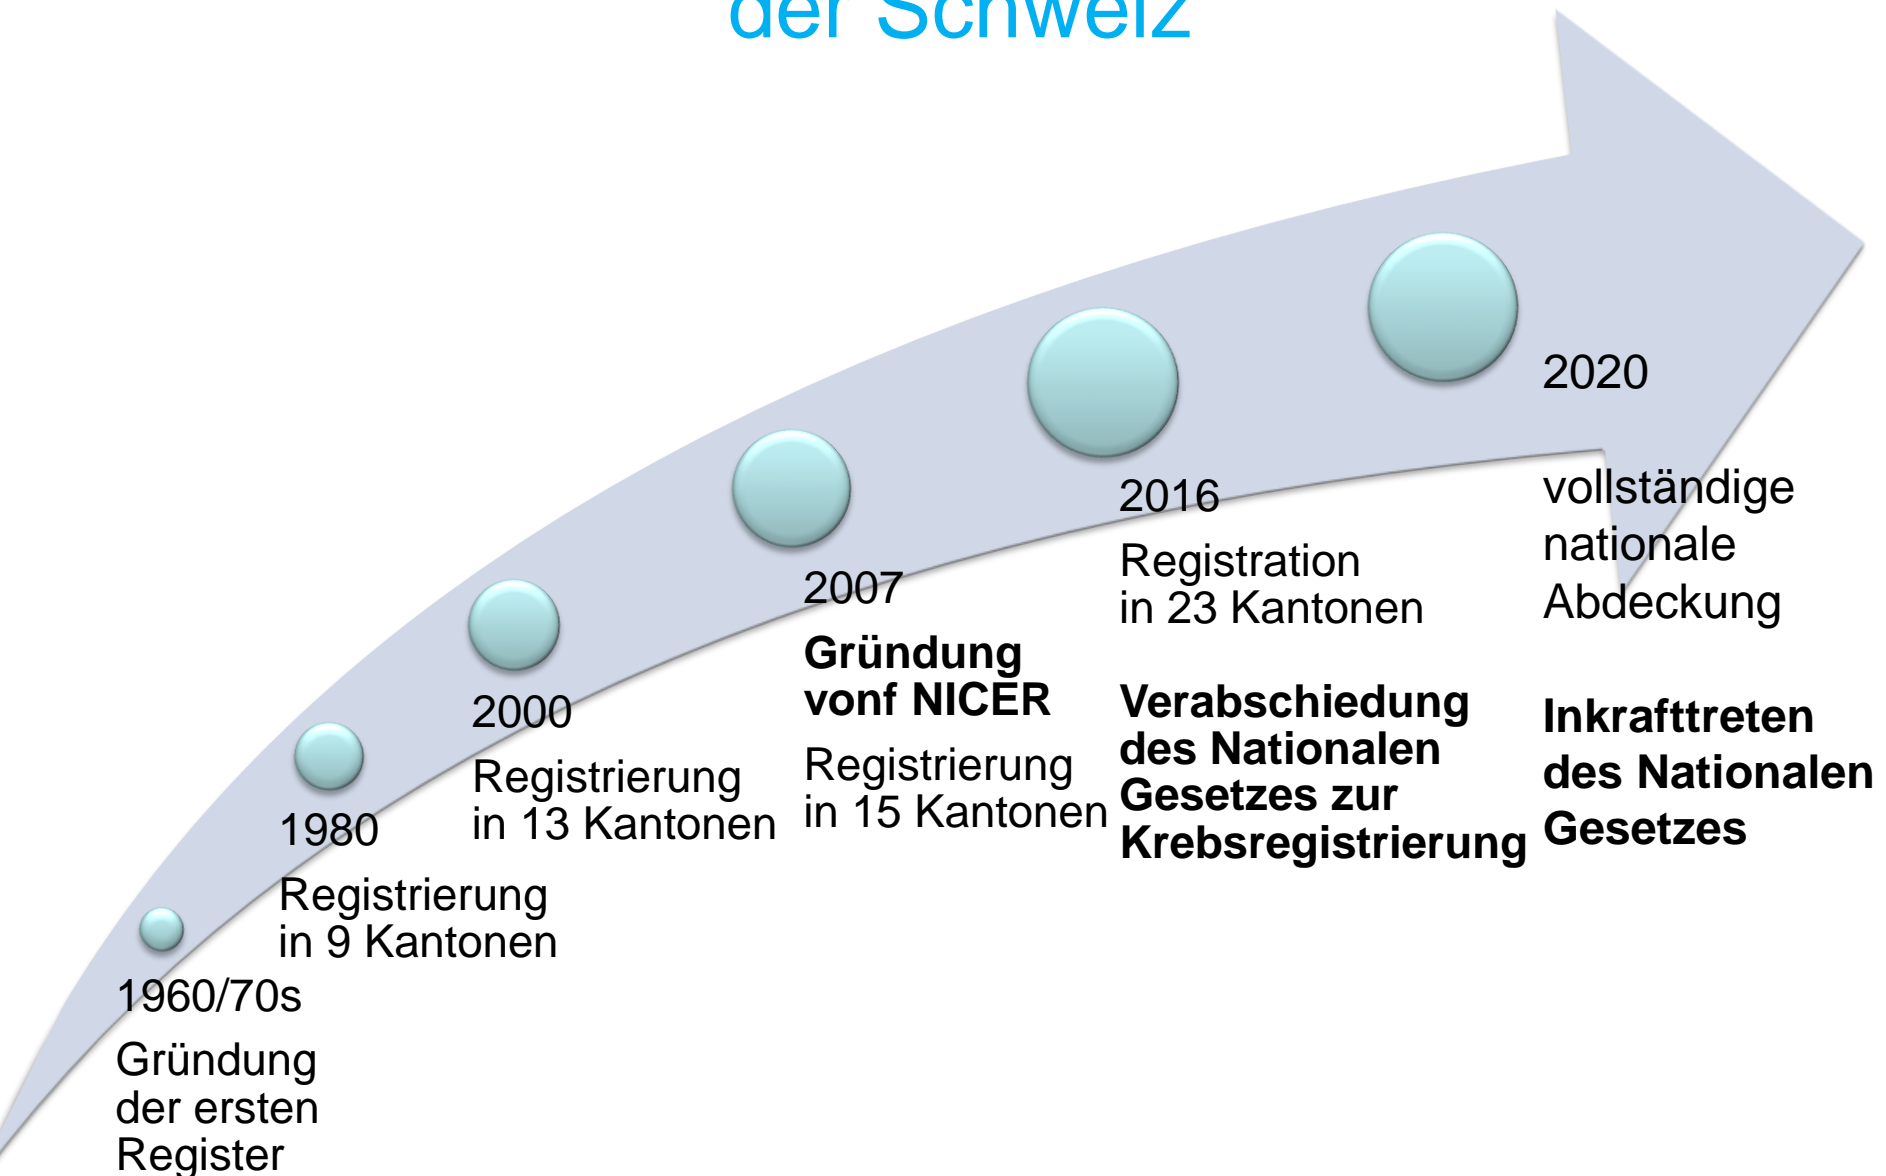 der Schweiz
1960/70s
Gründung
der ersten
Register
1980
Registrierung
in 9 Kantonen
2000
Registrierung
in 13 Kantonen
2007
Gründung
vonf NICER
Registrierung
in 15 Kantonen
2016
Registration
in 23 Kantonen
Verabschiedung
des Nationalen
Gesetzes zur
Krebsregistrierung
2020
vollständige
nationale
Abdeckung
Inkrafttreten
des Nationalen
Gesetzes